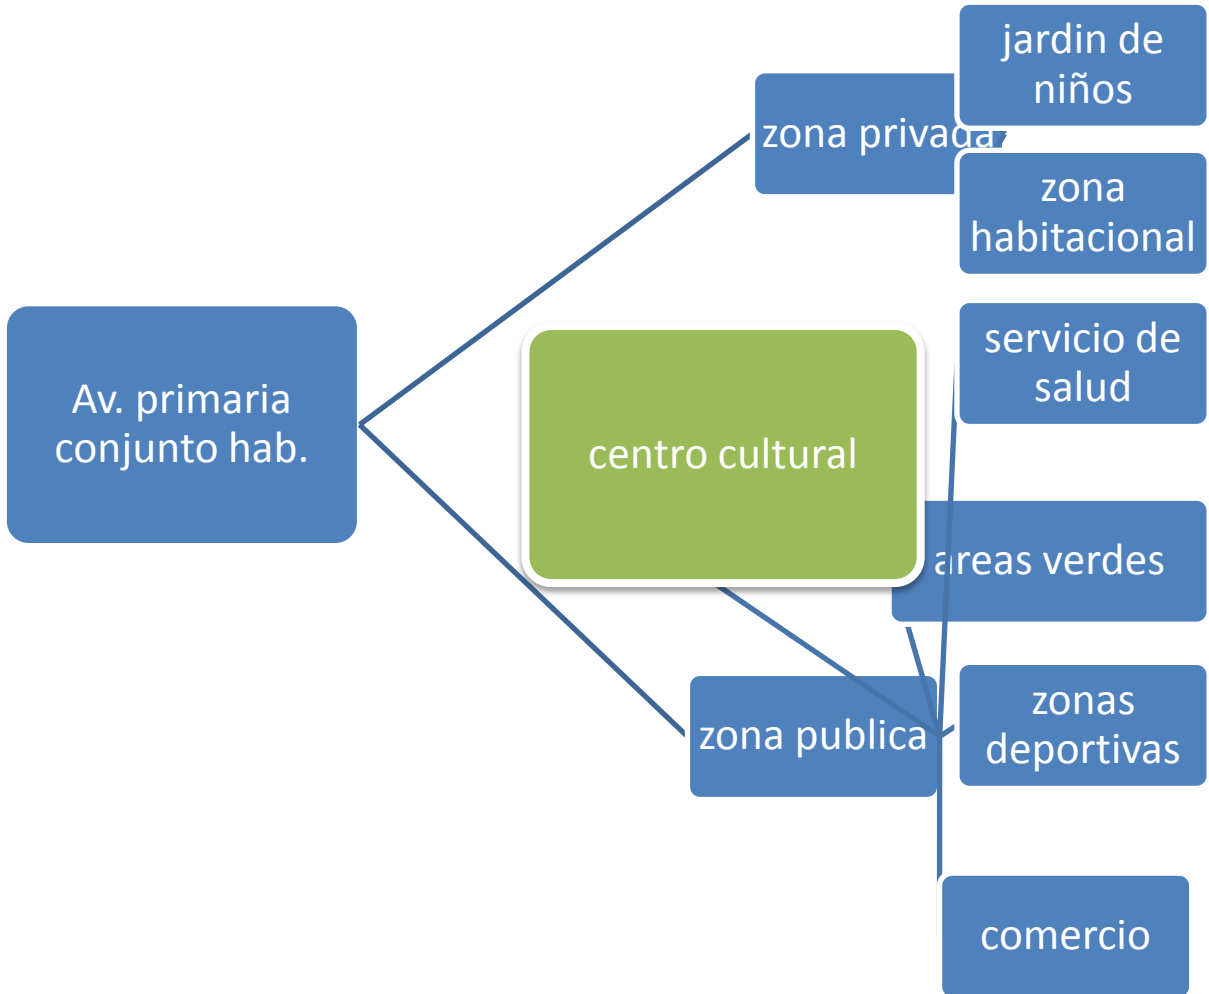 jardin de
niños
zona privada
zona
habitacional
Av. primaria
conjunto hab.
servicio de
salud
centro cultural
areas verdes
zona publica
zonas
deportivas
comercio